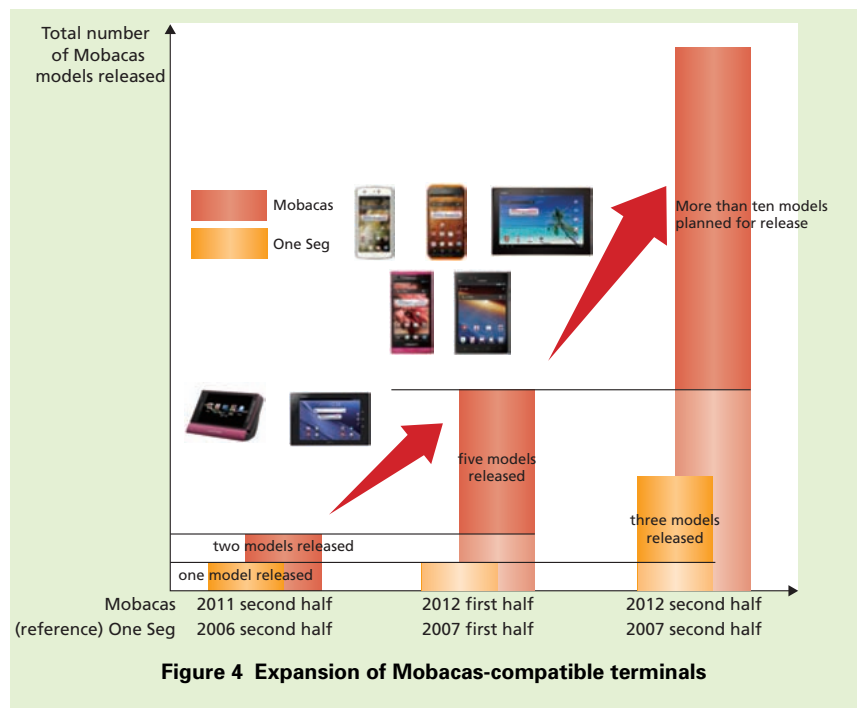 Total number
of Mobacas
models released
Mobacas
One Seg
More than ten models
planned for release
five models
released
three models
released
two models released
one model released
Mobacas 2011 second half 2012 first half 2012 second half
(reference) One Seg 2006 second half 2007 first half 2007 second half
Figure 4 Expansion of Mobacas-compatible terminals